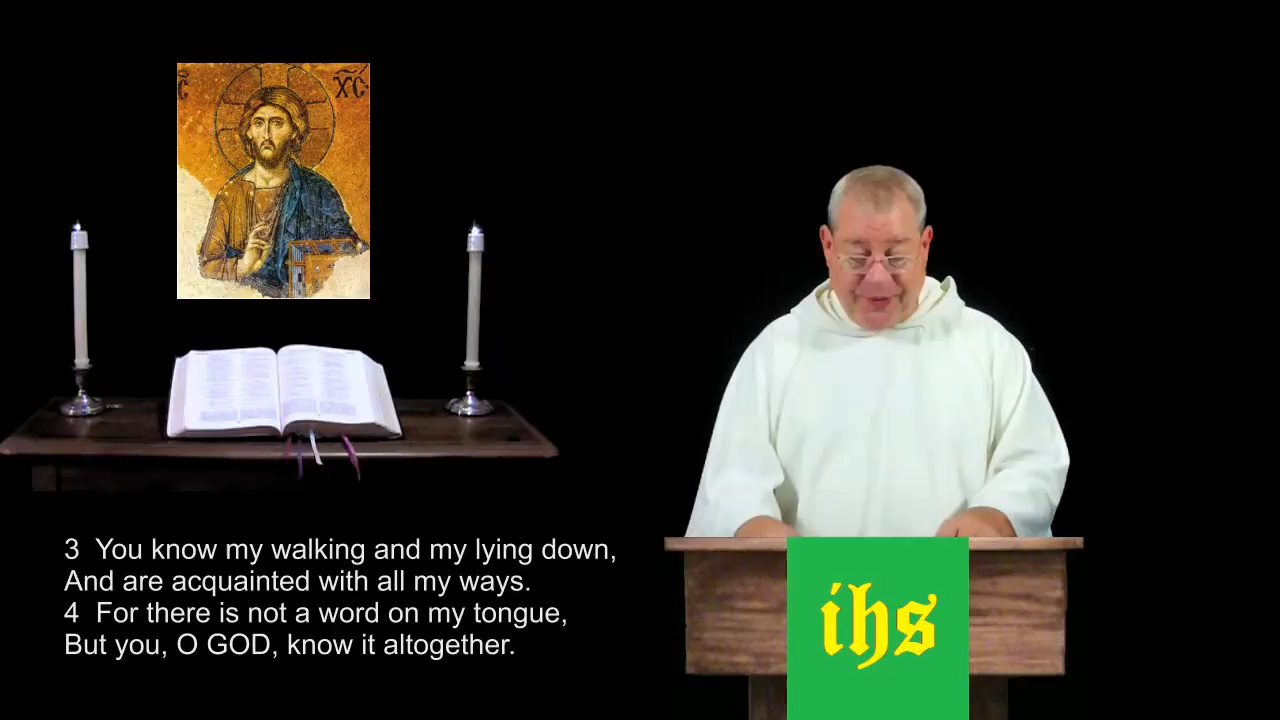 χ̃C
3 You know my walking and my lying down,
And are acquainted with all my ways.
4 For there is not a word on my tongue,
But you, O GOD, know it altogether.
ihs